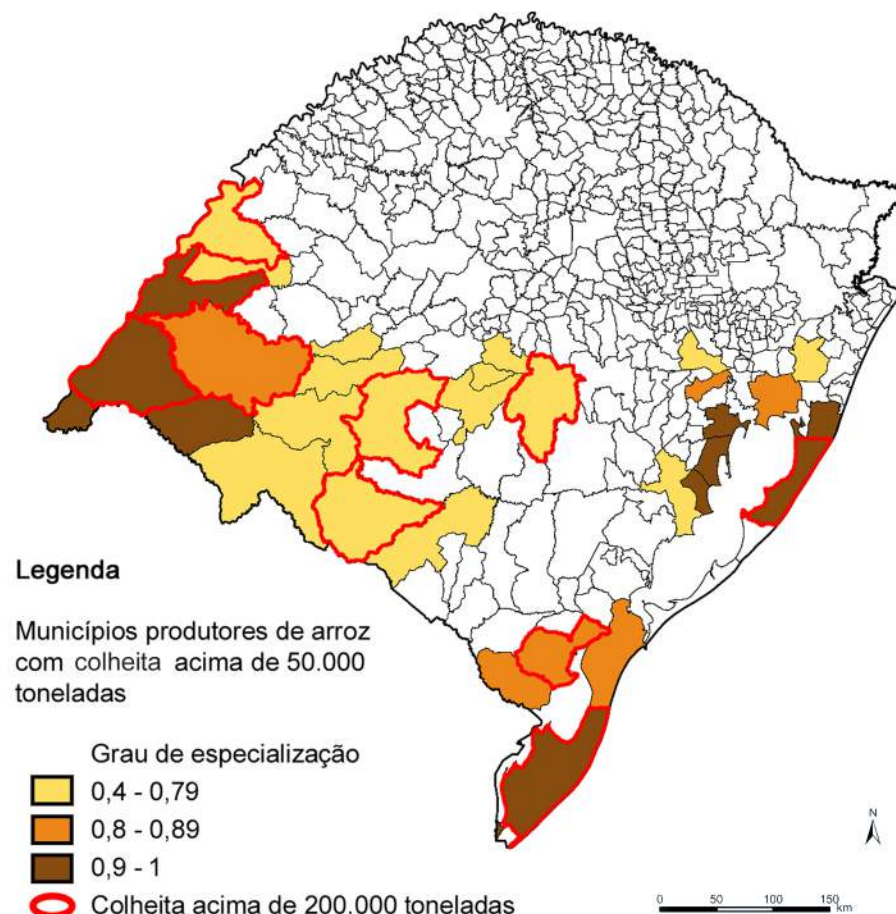 Legenda
Municípios produtores de arroz
com colheita acima de 50.000
toneladas
Grau de especialização
0,4 - 0,79
0,8 - 0,89
0,9 - 1
Colheita acima de 200.000 toneladas
N
0 50 100 150
km